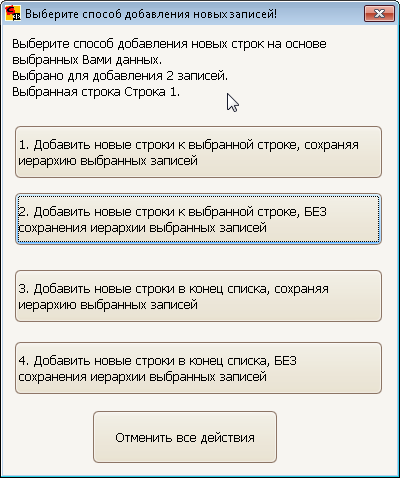 Выберите способ добавления новых записей!
Выберите способ добавления новых строк на основе
выбранных Вами данных.
Выбрано для добавления 2 записей.
Выбранная строка Строка 1.
1. Добавить новые строки к выбранной строке, сохраняя
иерархию выбранных записей
2. Добавить новые строки к выбранной строке, БЕЗ
сохранения иерархии выбранных записей
3. Добавить новые строки в конец списка, сохраняя
иерархию выбранных записей
4. Добавить новые строки в конец списка, БЕЗ
сохранения иерархии выбранных записей
Отменить все действия